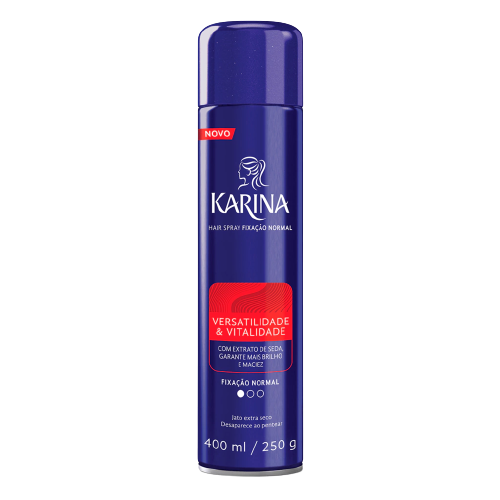 NOVO
KARINA
HAIR SPRAY FIXAÇÃO NORMAL
VERSATILIDADE
& VITALIDADE
COM EXTRATO DE SEDA,
GARANTE MAIS BRILHO
E MACIEZ
FIXAÇÃO NORMAL
Jato extra seco
Desaparece ao pentear
400 ml / 250 g